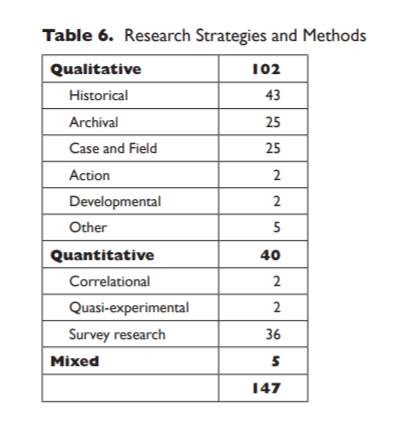 Table 6. Research Strategies and Methods
Qualitative 102
Historical 43
Archival 25
Case and Field 25
Action 2
Developmental 2
Other 5
Quantitative 40
Correlational 2
Quasi-experimental 2
Survey research 36
Mixed 5
147